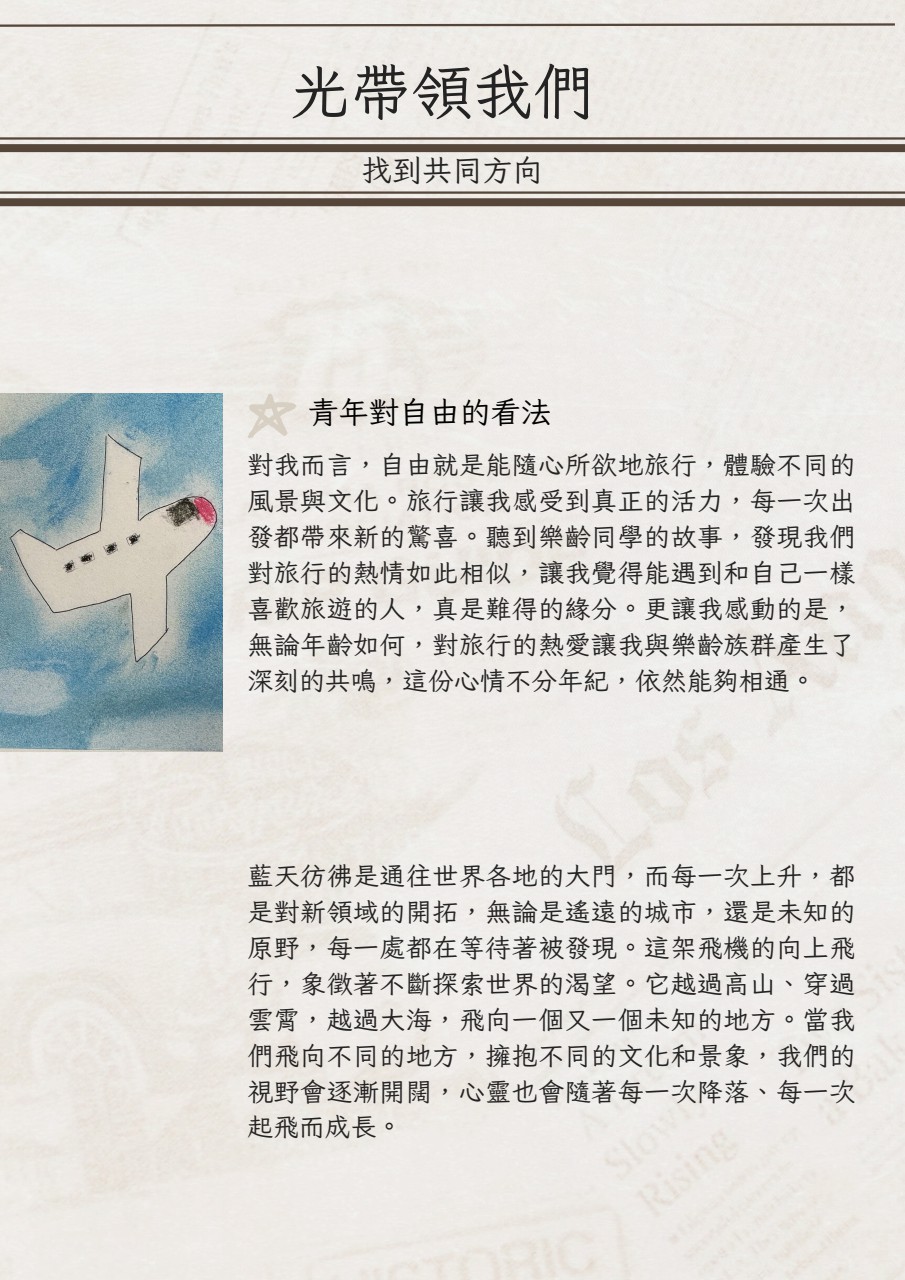 光帶領我們
找到共同方向
青年對自由的看法
對我而言，自由就是能隨心所欲地旅行，體驗不同的
風景與文化。旅行讓我感受到真正的活力，每一次出
發都帶來新的驚喜。聽到樂齡同學的故事，發現我們
對旅行的熱情如此相似，讓我覺得能遇到和自己一樣
喜歡旅遊的人，真是難得的緣分。更讓我感動的是，
無論年齡如何，對旅行的熱愛讓我與樂齡族群產生了
深刻的共鳴，這份心情不分年紀，依然能夠相通。
Los Ang
藍天彷彿是通往世界各地的大門，而每一次上升，都
是對新領域的開拓，無論是遙遠的城市，還是未知的
原野，每一處都在等待著被發現。這架飛機的向上飛
行，象徵著不斷探索世界的渴望。它越過高山、穿過
雲霄，越過大海，飛向一個又一個未知的地方。當我
們飛向不同的地方，擁抱不同的文化和景象，我們的
視野會逐漸開闊，心靈也會隨著每一次降落、每一次
起飛而成長。
Slow
Rising
HISTORIC